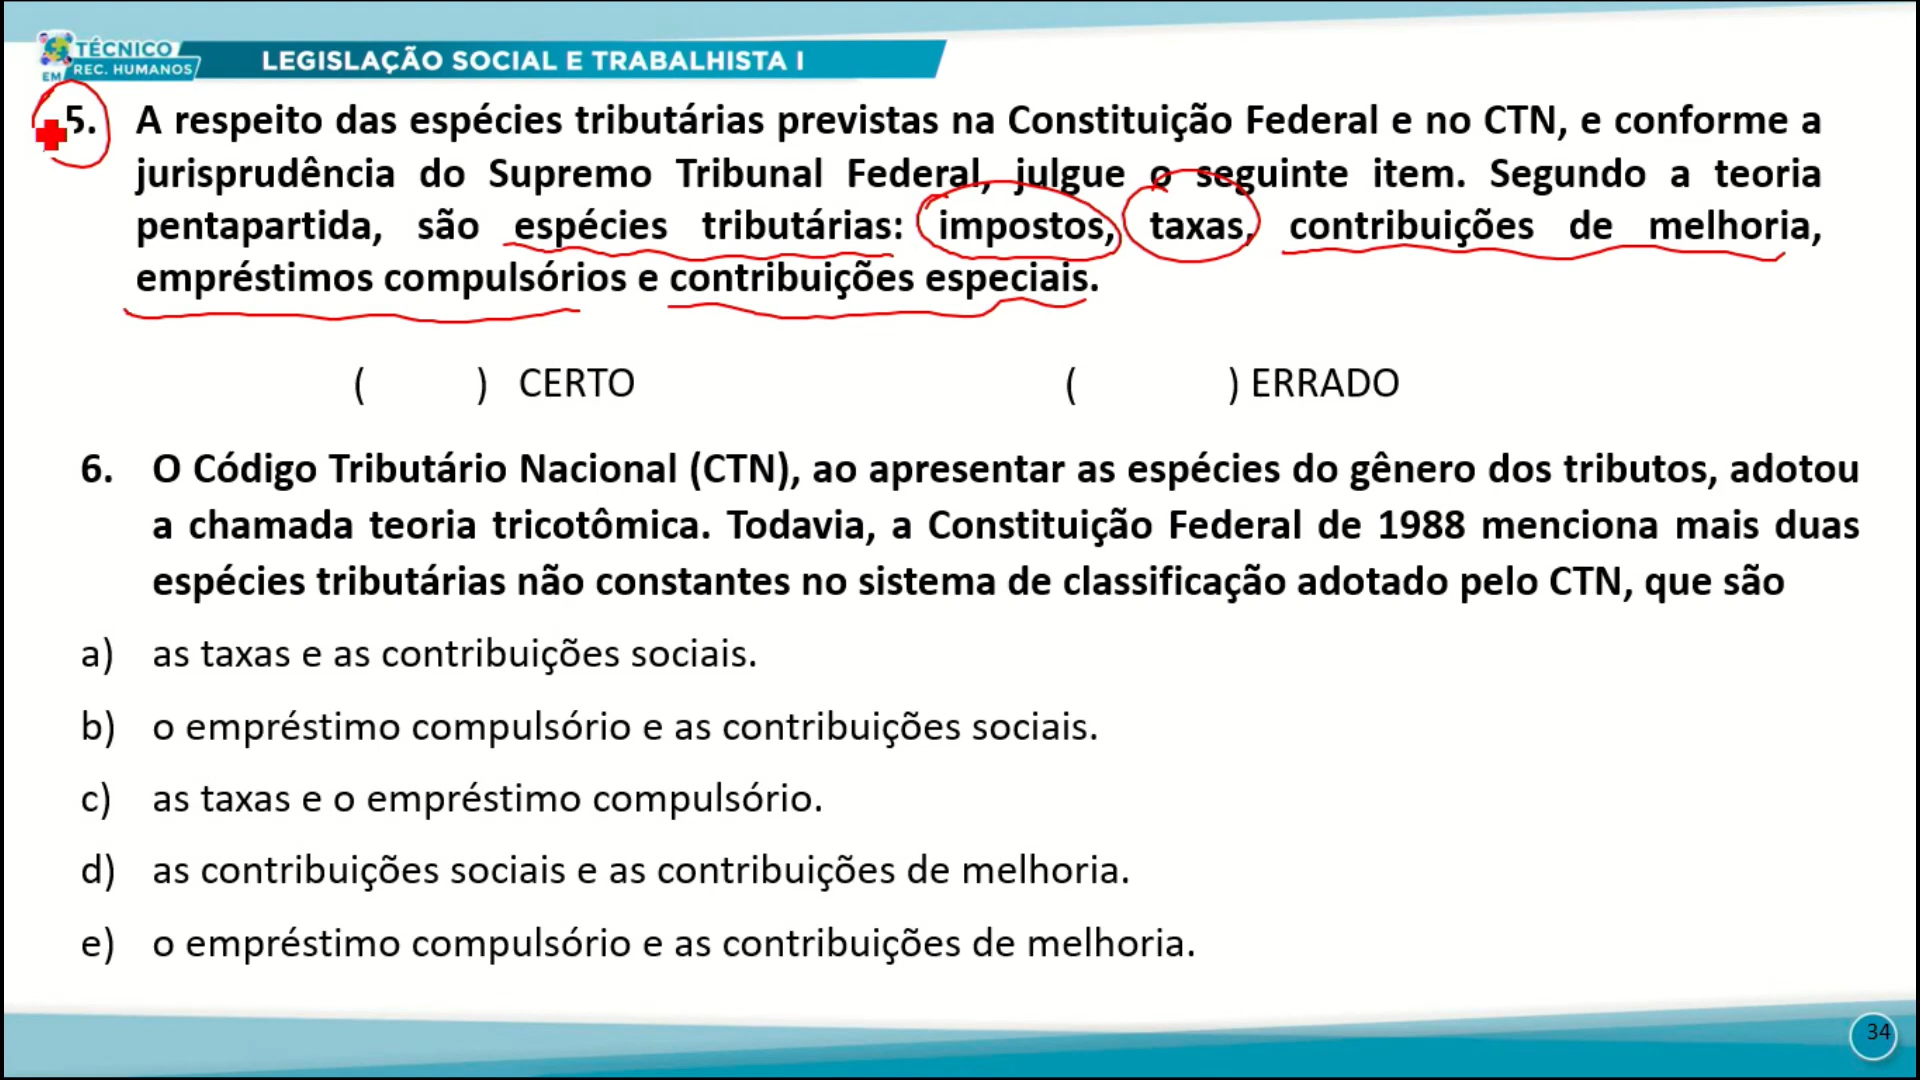 TÉCNICO
EM REC. HUMANOS
LEGISLAÇÃO SOCIAL E TRABALHISTA I
5. A respeito das espécies tributárias previstas na Constituição Federal e no CTN, e conforme a
jurisprudência do Supremo Tribunal Federal, julgue o seguinte item. Segundo a teoria
pentapartida, são espécies tributárias: impostos, taxas, contribuições de melhoria,
empréstimos compulsórios e contribuições especiais.
( ) CERTO ( ) ERRADO
6. O Código Tributário Nacional (CTN), ao apresentar as espécies do gênero dos tributos, adotou
a chamada teoria tricotômica. Todavia, a Constituição Federal de 1988 menciona mais duas
espécies tributárias não constantes no sistema de classificação adotado pelo CTN, que são
a) as taxas e as contribuições sociais.
b) o empréstimo compulsório e as contribuições sociais.
c) as taxas e o empréstimo compulsório.
d) as contribuições sociais e as contribuições de melhoria.
e) o empréstimo compulsório e as contribuições de melhoria.
34